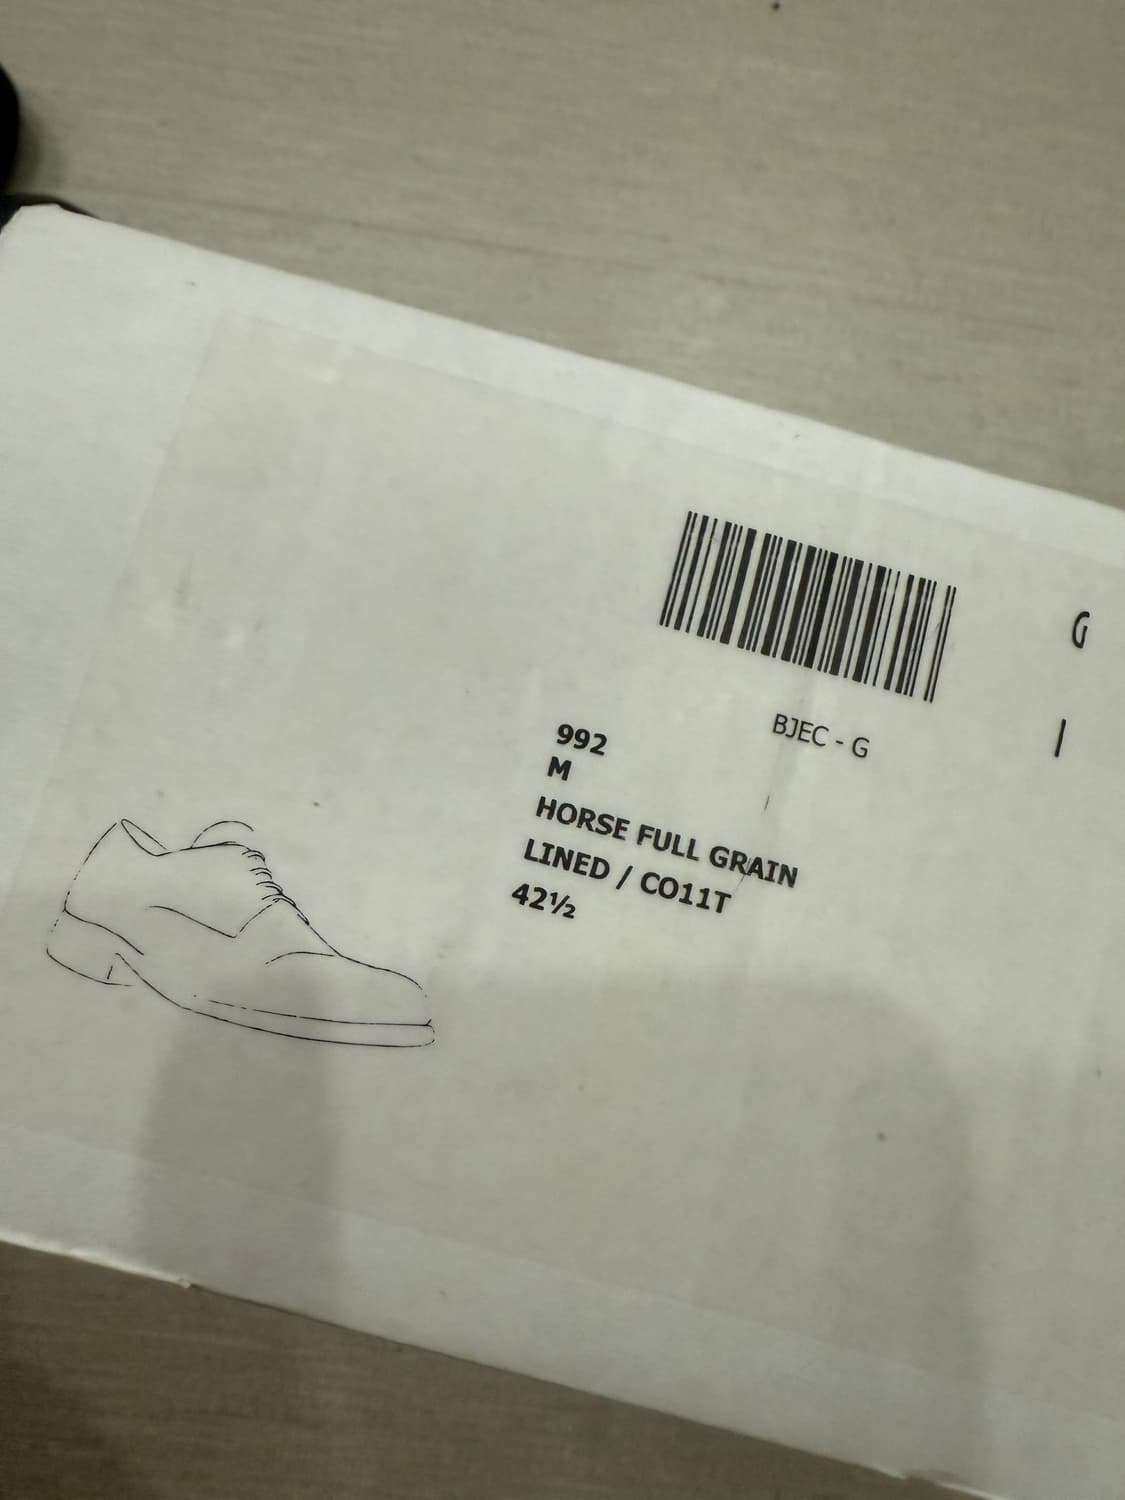 BJEC - G
992
M
HORSE FULL GRAIN
LINED / CO11T
42½
G
I